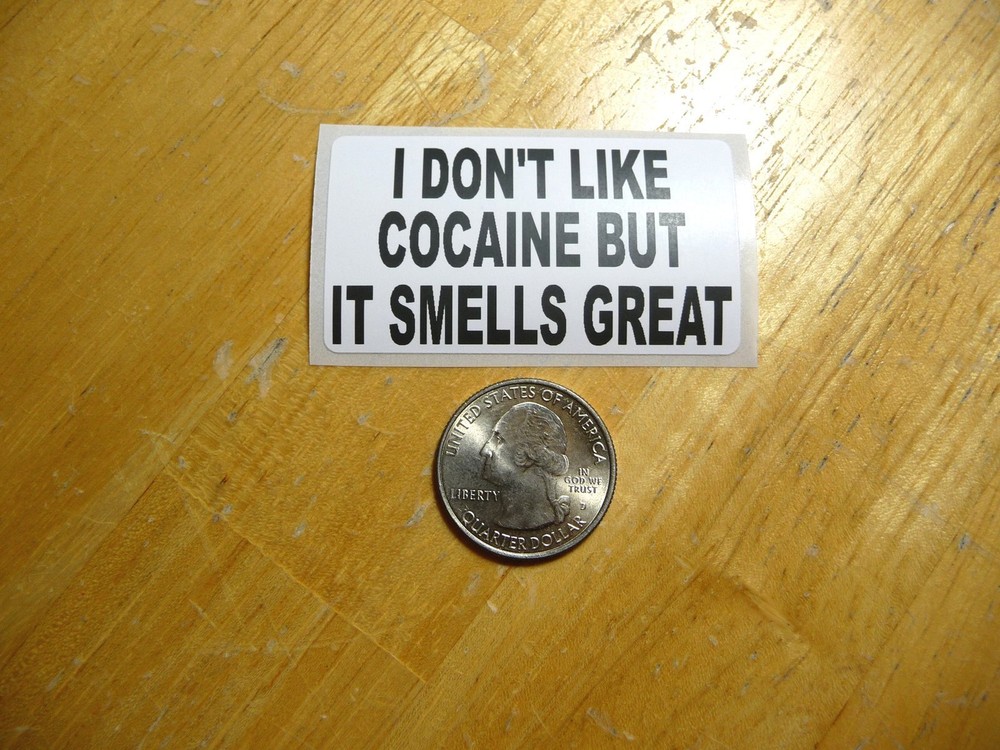 I DON'T LIKE
COCAINE BUT
IT SMELLS GREAT
UNITED STATES OF AMERICA
LIBERTY
IN
GOD WE
TRUST
D
QUARTER DOLLAR